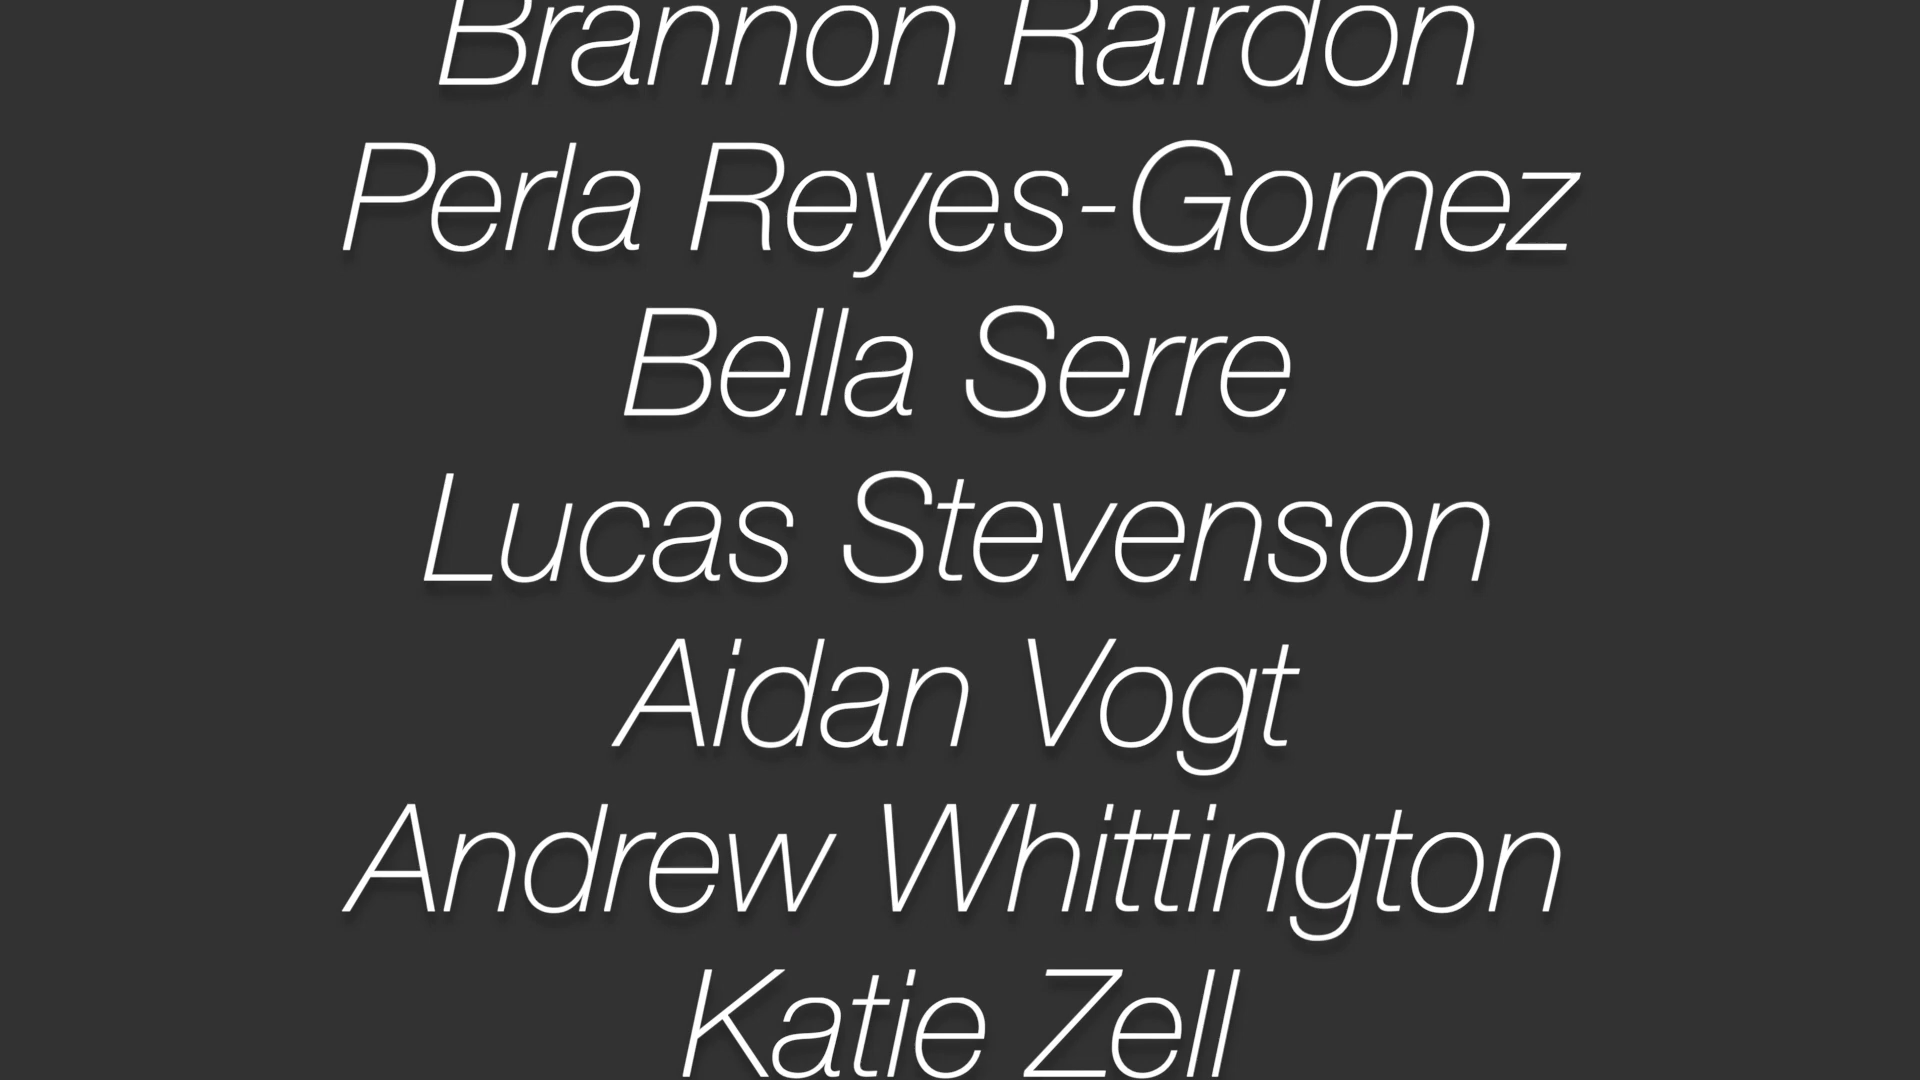 Brannon Rairdon
Perla Reyes-Gomez
Bella Serre
Lucas Stevenson
Aidan Vogt
Andrew Whittington
Katie Zell